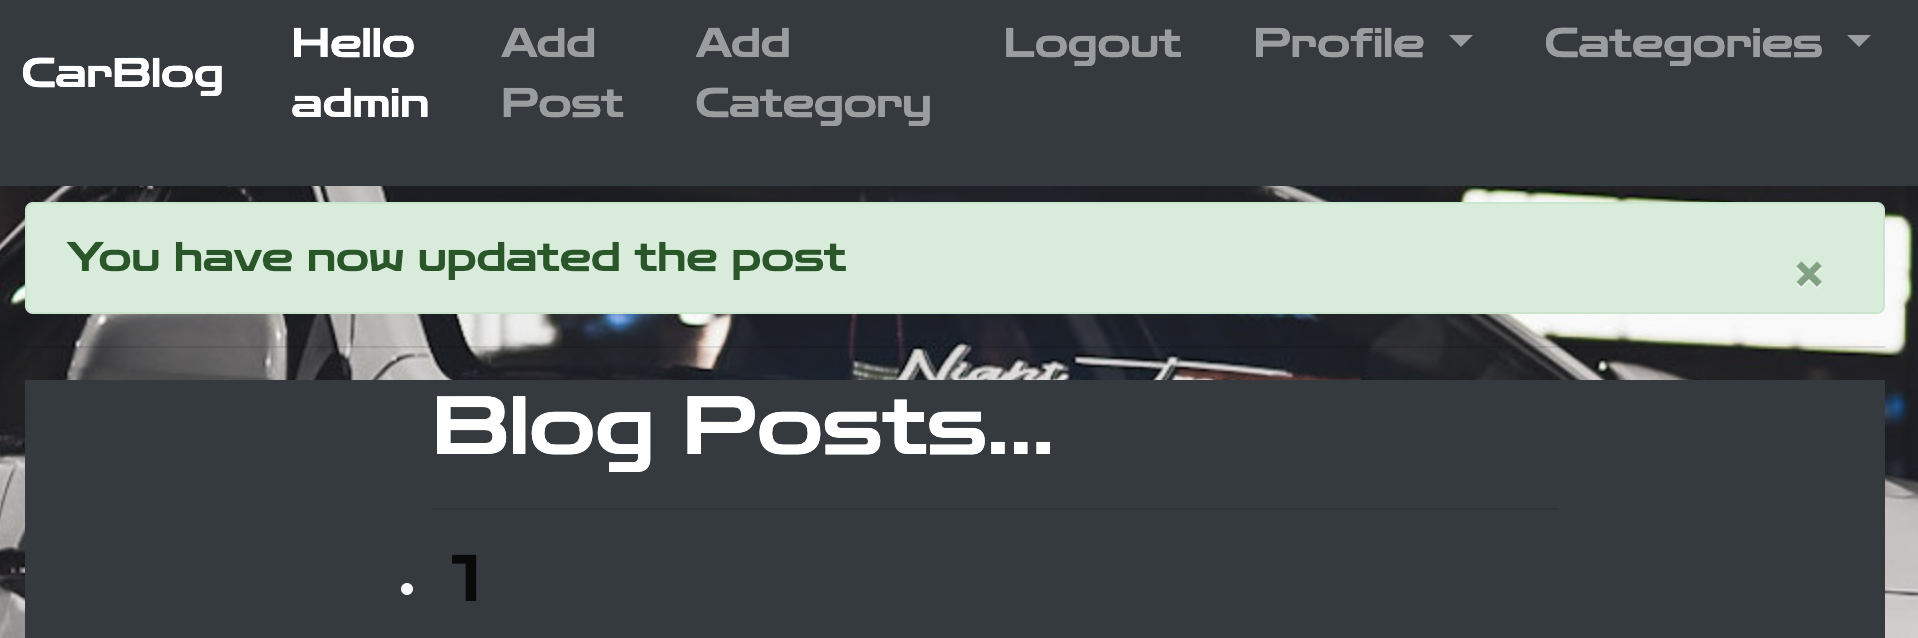 CarBlog
Hello admin
Add Post
Add Category
Logout
Profile
Categories
You have now updated the post
×
Night
Blog Posts...
1